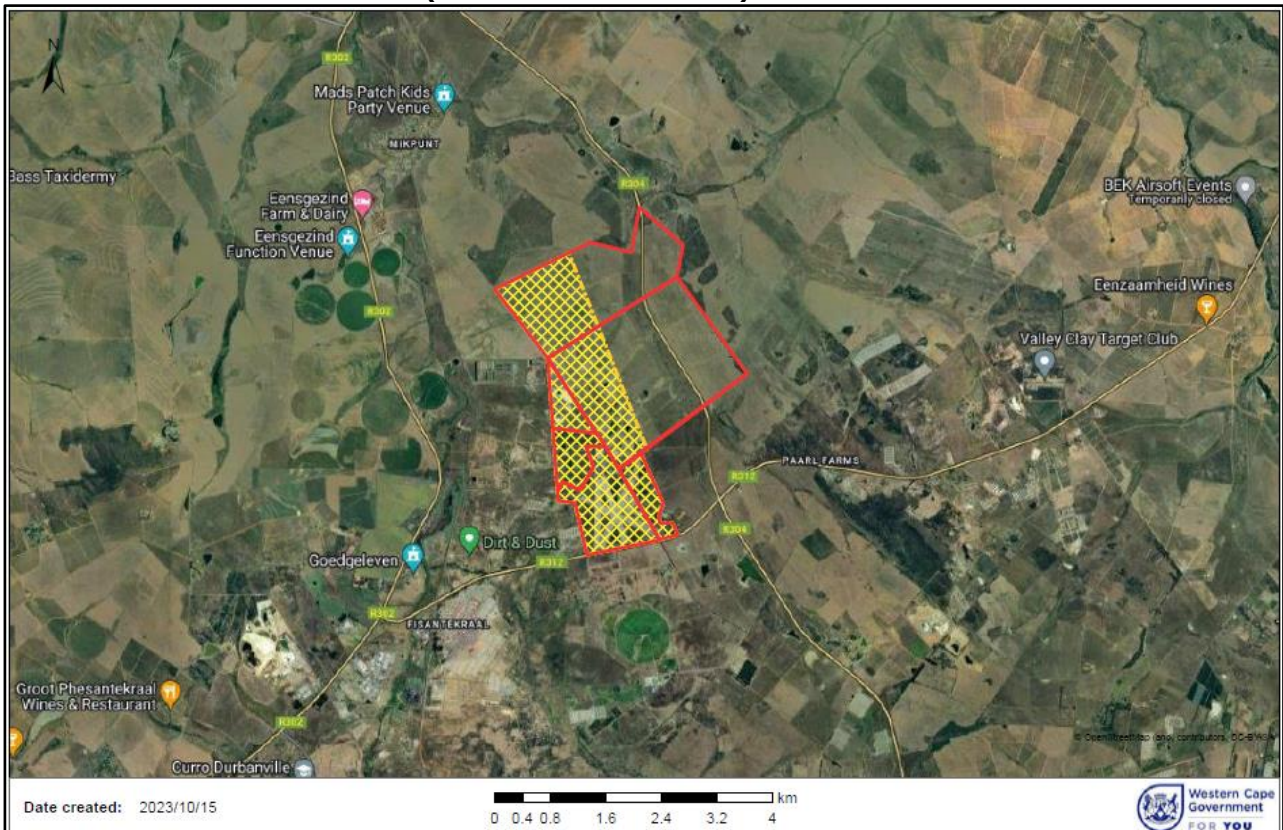 N
R302
Mads Patch Kids
Party Venue
MIKPUNT
Bass Taxidermy
R304
Eensgezind
Farm & Dairy
BEK Airsoft Events
Temporarily closed
Eensgezind
Function Venue
Eenzaamheid Wines
R302
Valley Clay Target Club
PAARL FARMS
R312
R304
Dirt & Dust
Goedgeleven
R312
R302
FISANTEKRAAL
Groot Phesantekraal
Wines & Restaurant
R302
Curro Durbanville
Date created: 2023/10/15
km
0 0.4 0.8 1.6 2.4 3.2 4
Western Cape
Government
FOR YOU